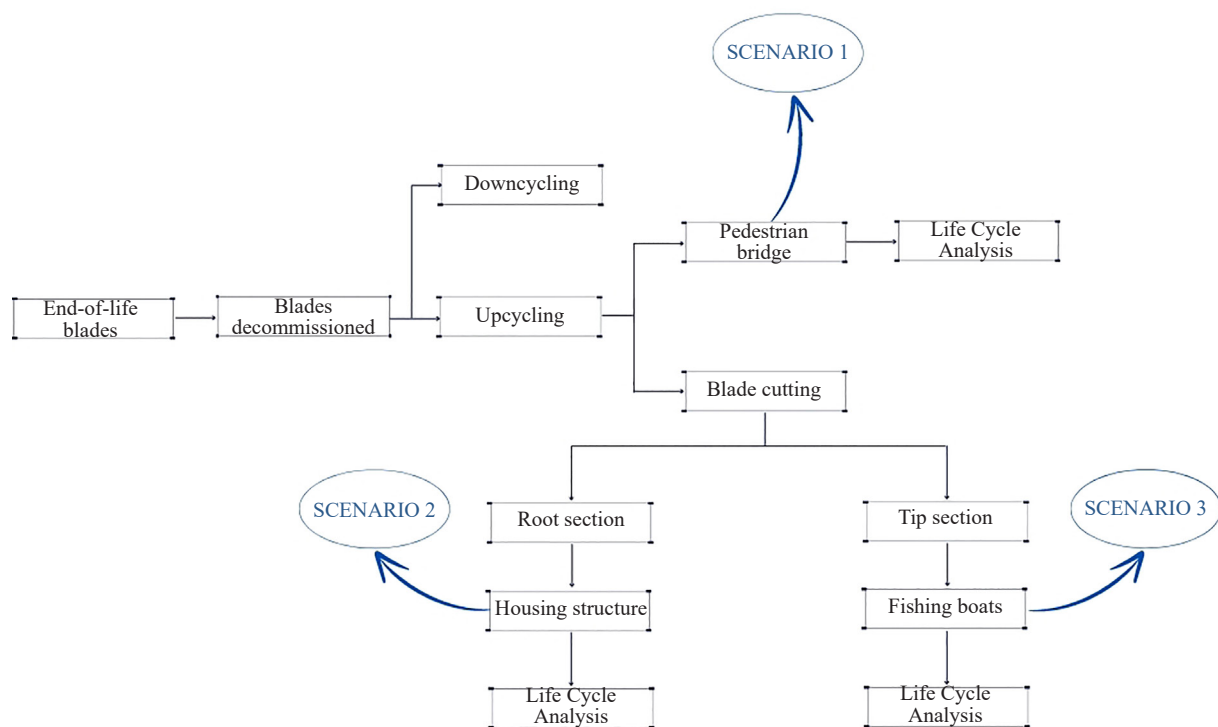 SCENARIO 1
Downcycling
Pedestrian
bridge
Life Cycle
Analysis
End-of-life
blades
Blades
decommissioned
Upcycling
Blade cutting
SCENARIO 2
Root section
Tip section
SCENARIO 3
Housing structure
Fishing boats
Life Cycle
Analysis
Life Cycle
Analysis